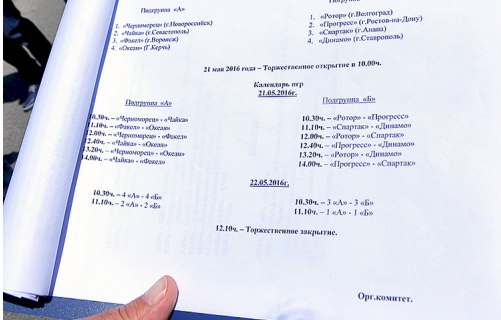 Подгруппа «А»
1. «Черноморец» (г.Новороссийск)
2. «Чайка» (г.Севастополь)
3. «Факел» (г.Воронеж)
4. «Океан» (Г.Керчь)
1. «Ротор» (г.Волгоград)
2. «Прогресс» (г.Ростов-на-Дону)
3. «Спартак» (г.Анапа)
4. «Динамо» (г.Ставрополь)
21 мая 2016 года – Торжественное открытие в 10.00ч.
Календарь игр
21.05.2016г.
Подгруппа «А»
10.30ч. – «Черноморец» - «Чайка»
11.10ч. – «Факел» - «Океан»
12.00ч. – «Черноморец» - «Факел»
12.40ч. – «Чайка» - «Океан»
13.20ч. – «Черноморец» - «Океан»
14.00ч. – «Чайка» - «Факел»
Подгруппа «Б»
10.30ч. – «Ротор» - «Прогресс»
11.10ч. – «Спартак» - «Динамо»
12.00ч. – «Ротор» - «Спартак»
12.40ч. – «Прогресс» - «Динамо»
13.20ч. – «Ротор» - «Динамо»
14.00ч. – «Прогресс» - «Спартак»
22.05.2016г.
10.30ч. – 4 «А» - 4 «Б»
11.10ч. – 2 «А» - 2 «Б»
10.30ч. – 3 «А» - 3 «Б»
11.10ч. – 1 «А» - 1 «Б»
12.10ч. – Торжественное закрытие.
Орг.комитет.